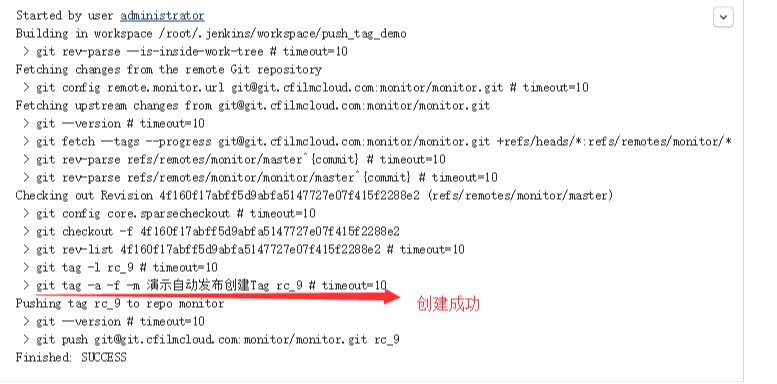 Started by user administrator
Building in workspace /root/.jenkins/workspace/push_tag_demo
> git rev-parse --is-inside-work-tree # timeout=10
Fetching changes from the remote Git repository
> git config remote.monitor.url git@git.cfilmcloud.com:monitor/monitor.git # timeout=10
Fetching upstream changes from git@git.cfilmcloud.com:monitor/monitor.git
> git --version # timeout=10
> git fetch --tags --progress git@git.cfilmcloud.com:monitor/monitor.git +refs/heads/*:refs/remotes/monitor/*
> git rev-parse refs/remotes/monitor/master^{commit} # timeout=10
> git rev-parse refs/remotes/monitor/monitor/master^{commit} # timeout=10
Checking out Revision 4f160f17abff5d9abfa5147727e07f415f2288e2 (refs/remotes/monitor/master)
> git config core.sparsecheckout # timeout=10
> git checkout -f 4f160f17abff5d9abfa5147727e07f415f2288e2
> git rev-list 4f160f17abff5d9abfa5147727e07f415f2288e2 # timeout=10
> git tag -l rc_9 # timeout=10
> git tag -a -f -m 演示自动发布创建Tag rc_9 # timeout=10
创建成功
Pushing tag rc_9 to repo monitor
> git --version # timeout=10
> git push git@git.cfilmcloud.com:monitor/monitor.git rc_9
Finished: SUCCESS